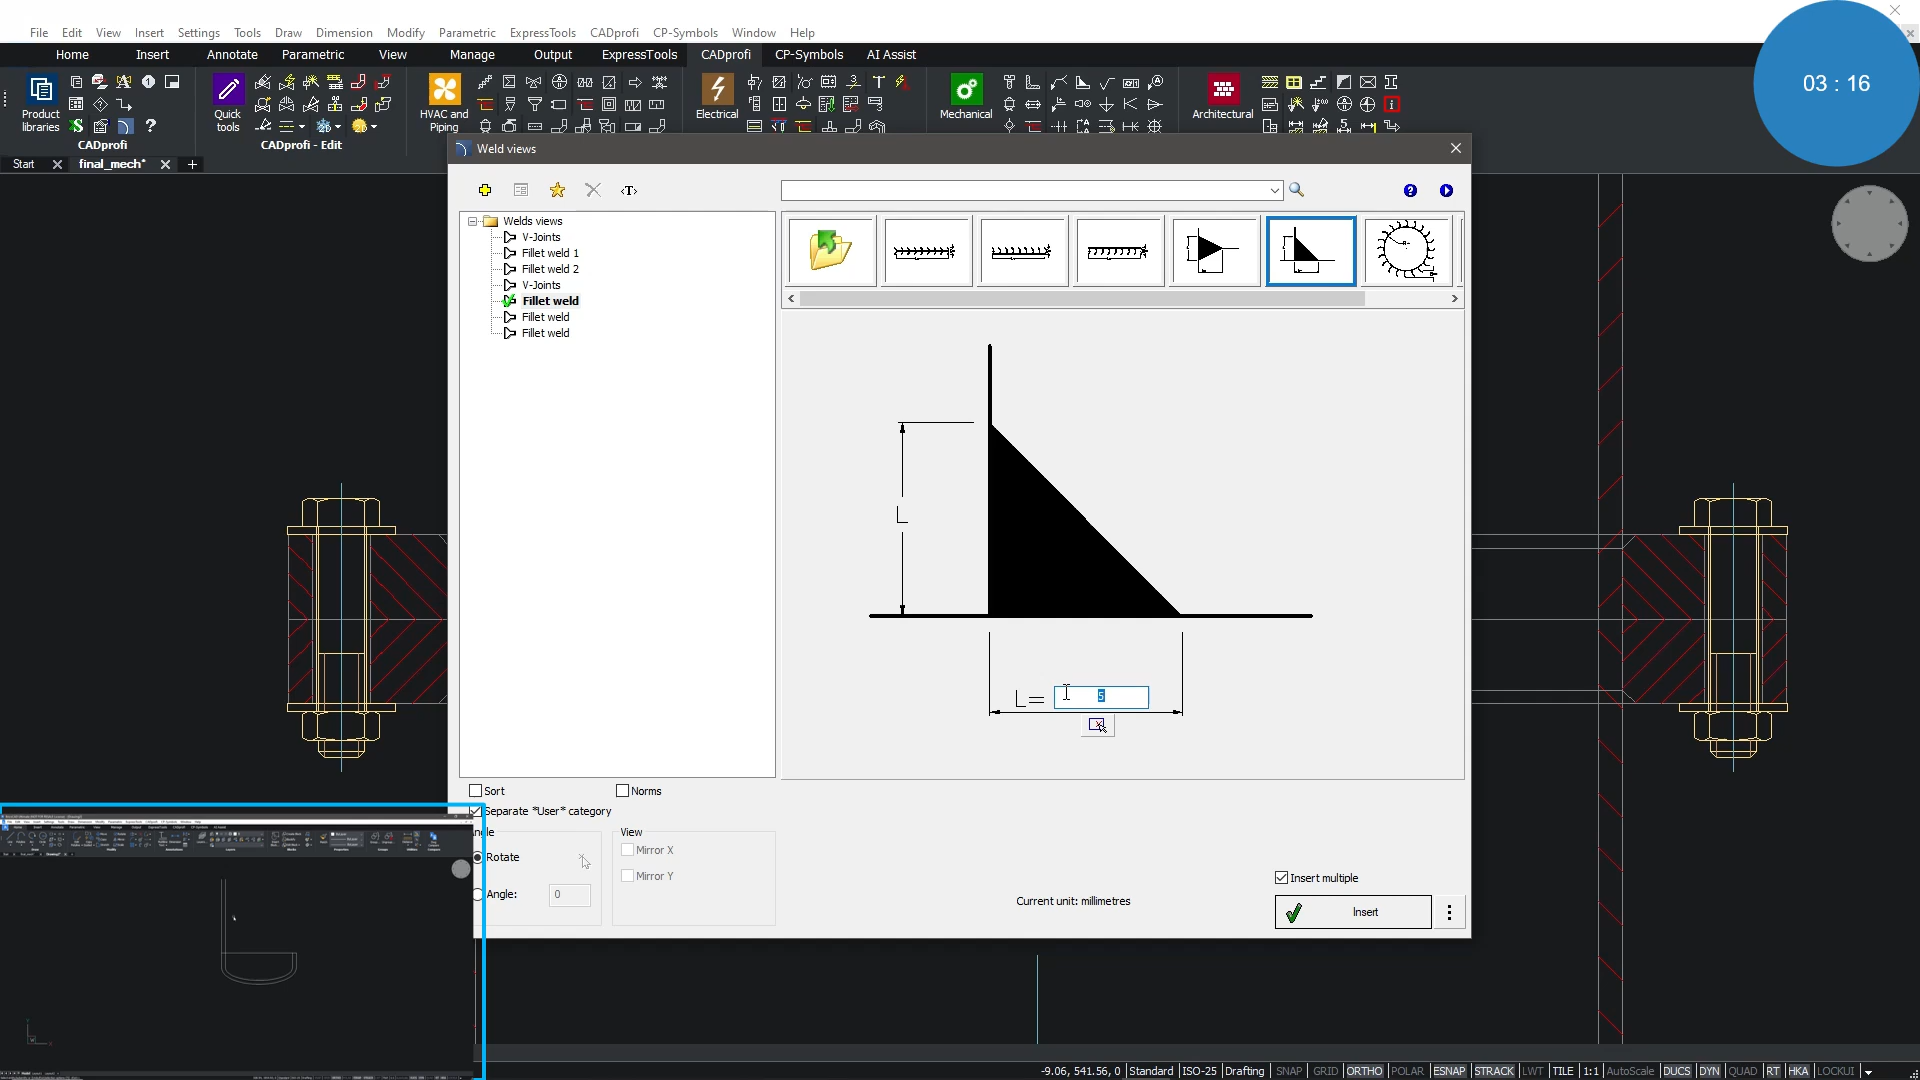 File Edit View Insert Settings Tools Draw Dimension Modify Parametric ExpressTools CADprofi CP-Symbols Window Help
Home Insert Annotate Parametric View Manage Output ExpressTools CADprofi CP-Symbols AI Assist
03 : 16
Product libraries
Quick tools
HVAC and Piping
Electrical
Mechanical
Architectural
CADprofi
CADprofi - Edit
Start
final_mech*
Weld views
<T>
Welds views
V-Joints
Fillet weld 1
Fillet weld 2
V-Joints
Fillet weld
Fillet weld
Fillet weld
L
L=
5
Sort
Norms
Separate *User* category
View
Rotate
Mirror X
Mirror Y
Angle:
0
Current unit: millimetres
Insert multiple
Insert
-9.06, 541.56, 0 Standard ISO-25 Drafting SNAP GRID ORTHO POLAR ESNAP STRACK LWT TILE 1:1 AutoScale DUCS DYN QUAD RT HKA LOCKUI